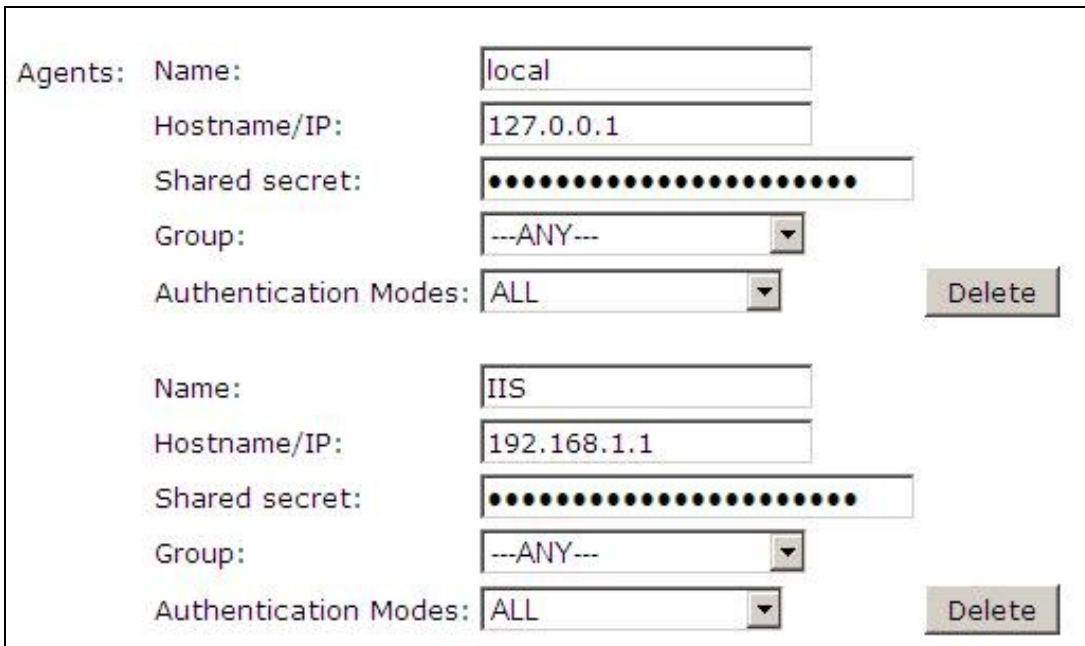 Agents: Name: local
Hostname/IP: 127.0.0.1
Shared secret: ••••••••••••••••••••••
Group: ---ANY---
Authentication Modes: ALL Delete
Name: IIS
Hostname/IP: 192.168.1.1
Shared secret: ••••••••••••••••••••••
Group: ---ANY---
Authentication Modes: ALL Delete